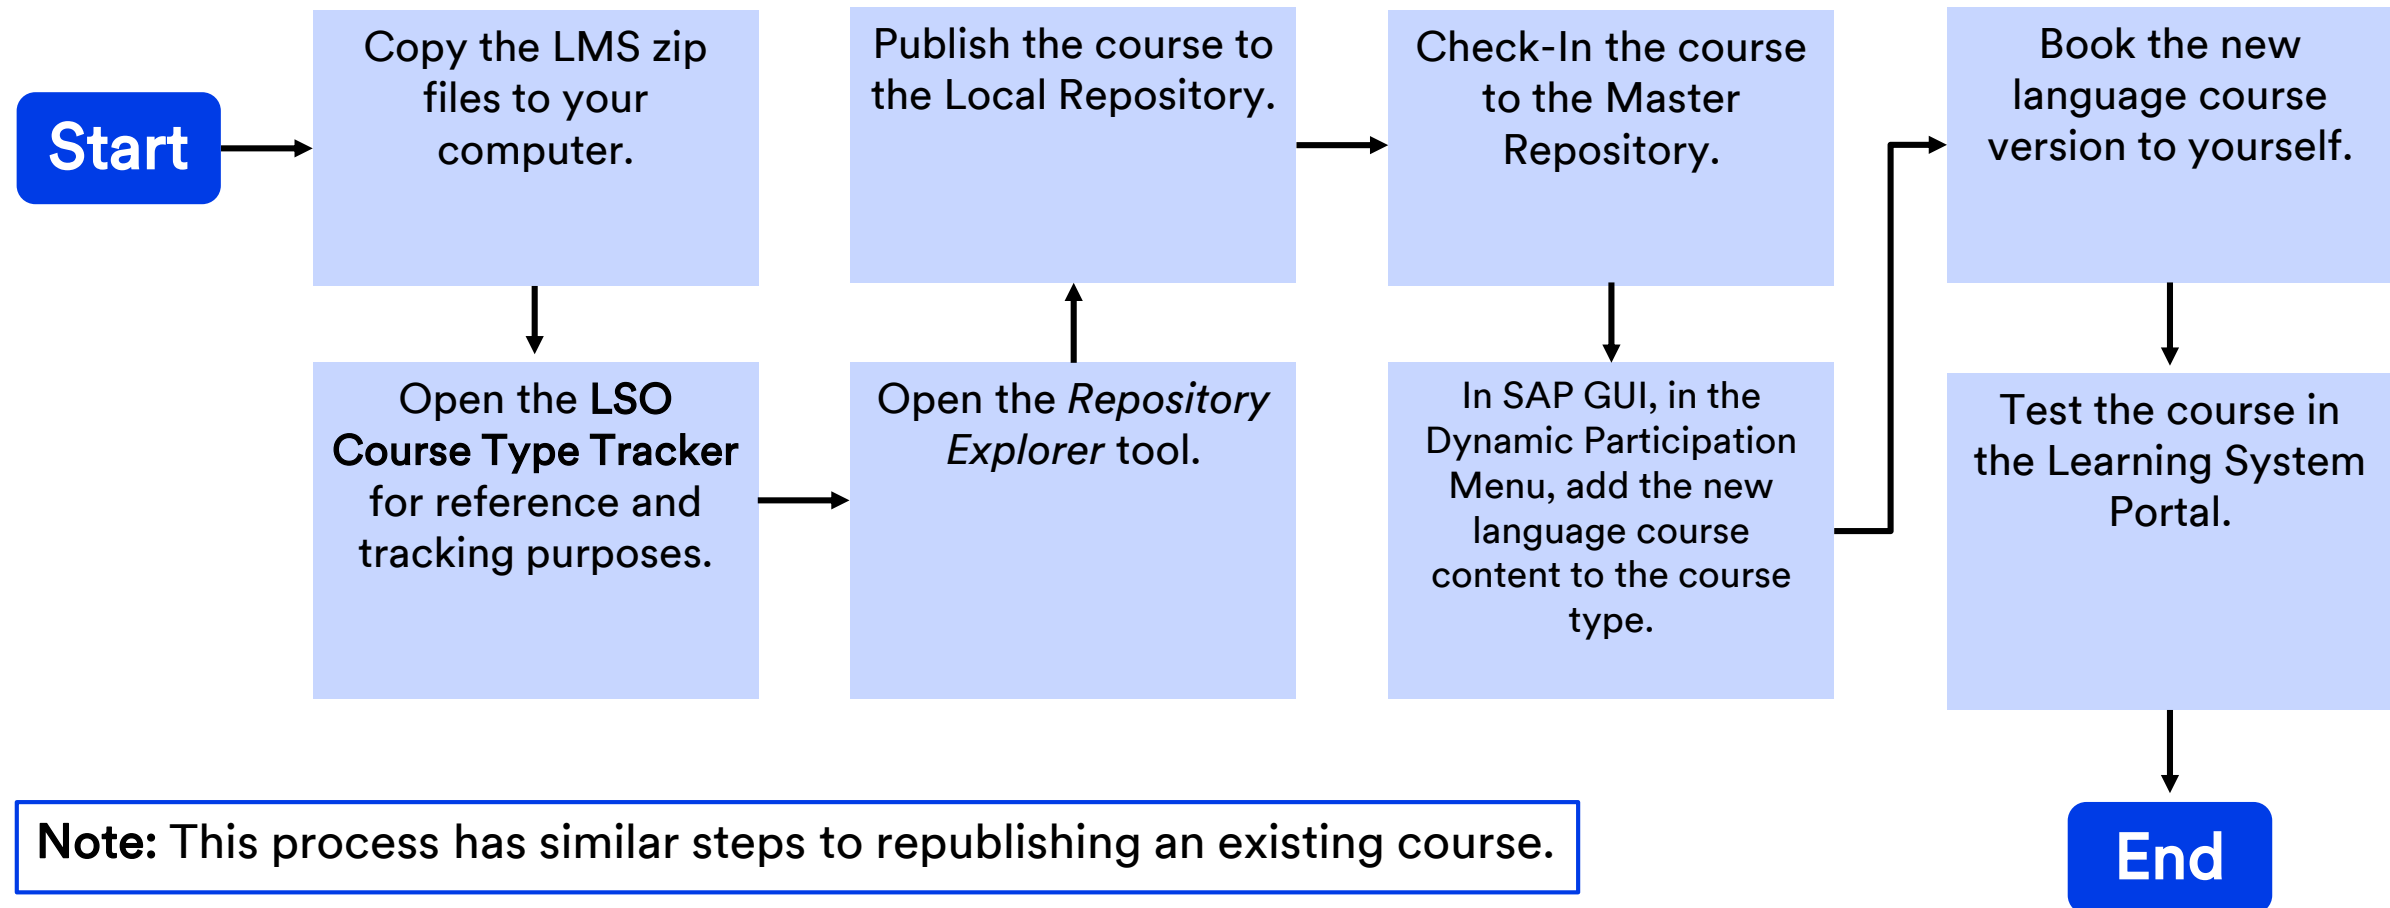 Start
Copy the LMS zip
files to your
computer.
Open the LSO
Course Type Tracker
for reference and
tracking purposes.
Open the Repository
Explorer tool.
Publish the course to
the Local Repository.
Check-In the course
to the Master
Repository.
In SAP GUI, in the
Dynamic Participation
Menu, add the new
language course
content to the course
type.
Book the new
language course
version to yourself.
Test the course in
the Learning System
Portal.
End
Note: This process has similar steps to republishing an existing course.